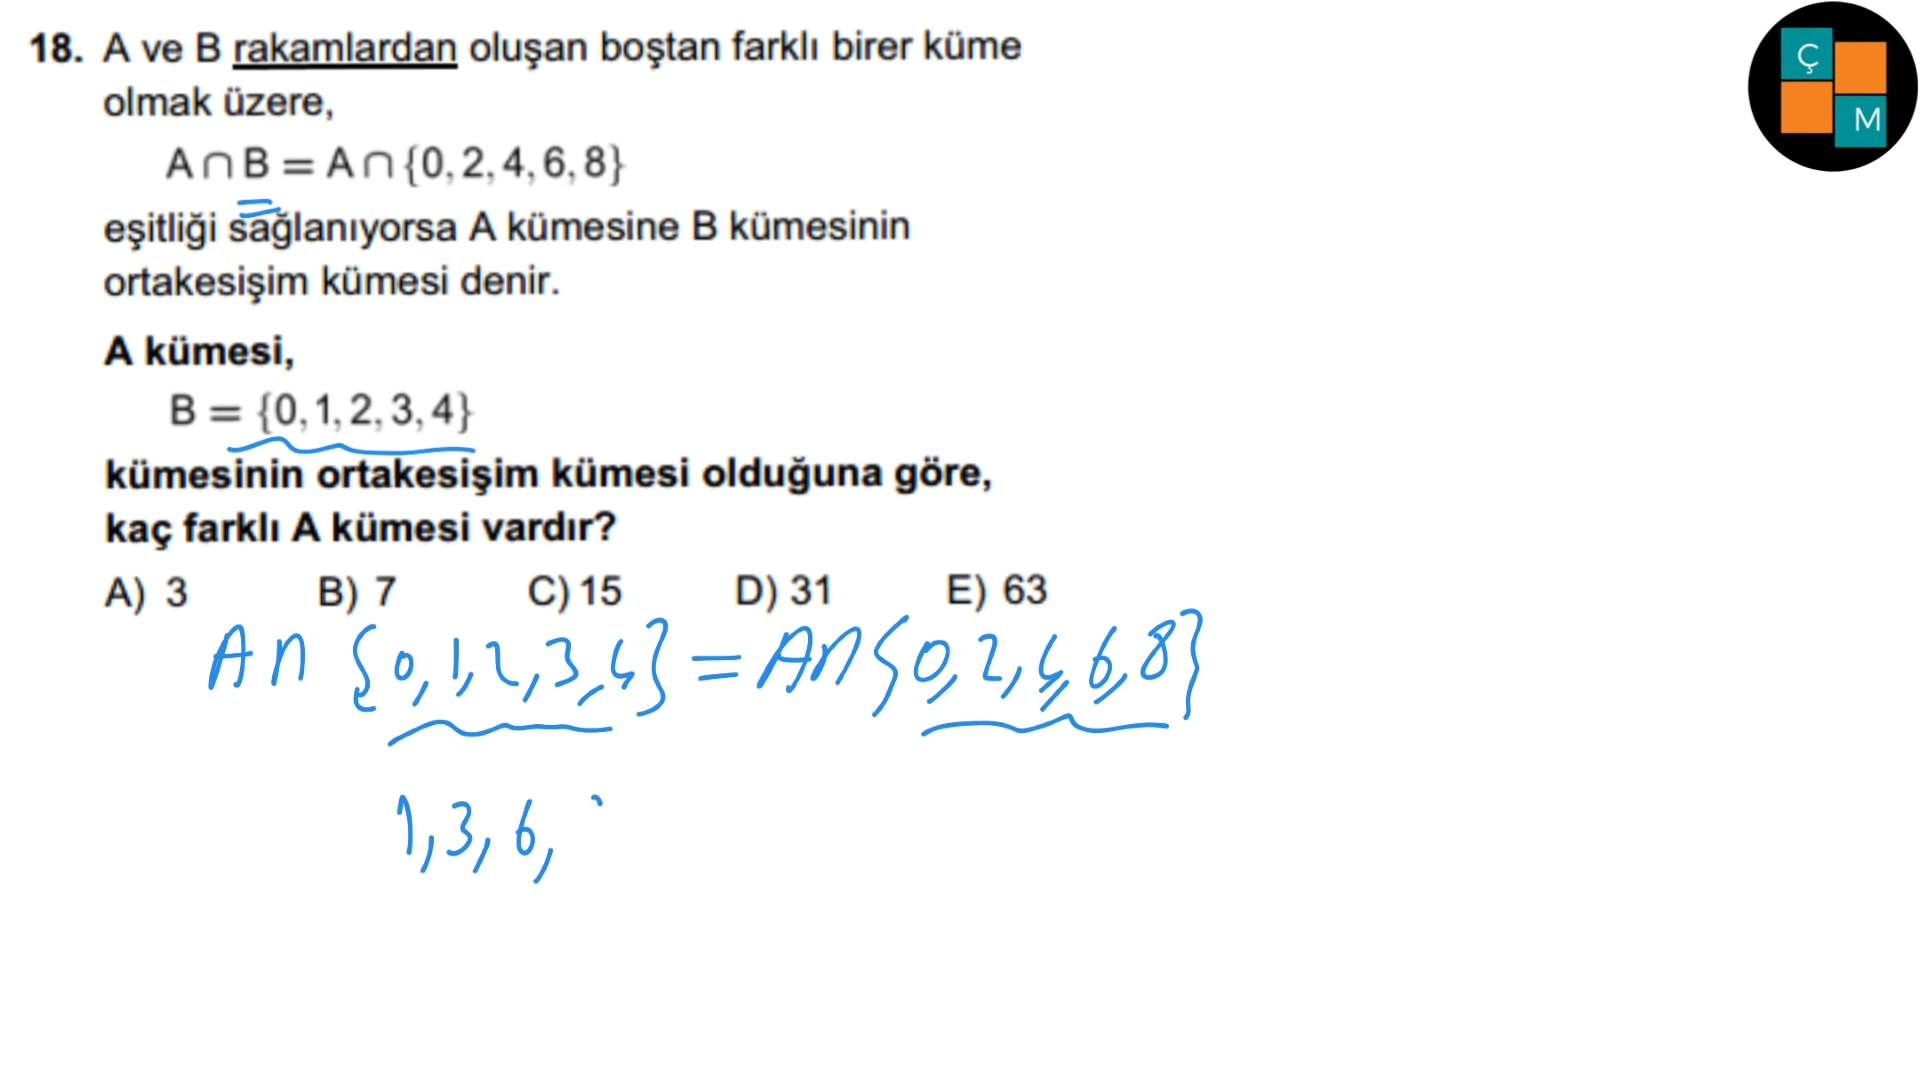 18. A ve B rakamlardan oluşan boştan farklı birer küme
olmak üzere,
A∩B = A∩{0, 2, 4, 6, 8}
eşitliği sağlanıyorsa A kümesine B kümesinin
ortakesişim kümesi denir.
A kümesi,
B = {0, 1, 2, 3, 4}
kümesinin ortakesişim kümesi olduğuna göre,
kaç farklı A kümesi vardır?
A) 3 B) 7 C) 15 D) 31 E) 63
A∩ {0, 1, 2, 3, 4} = A∩{0, 2, 4, 6, 8}
1, 3, 6,
Ç
M